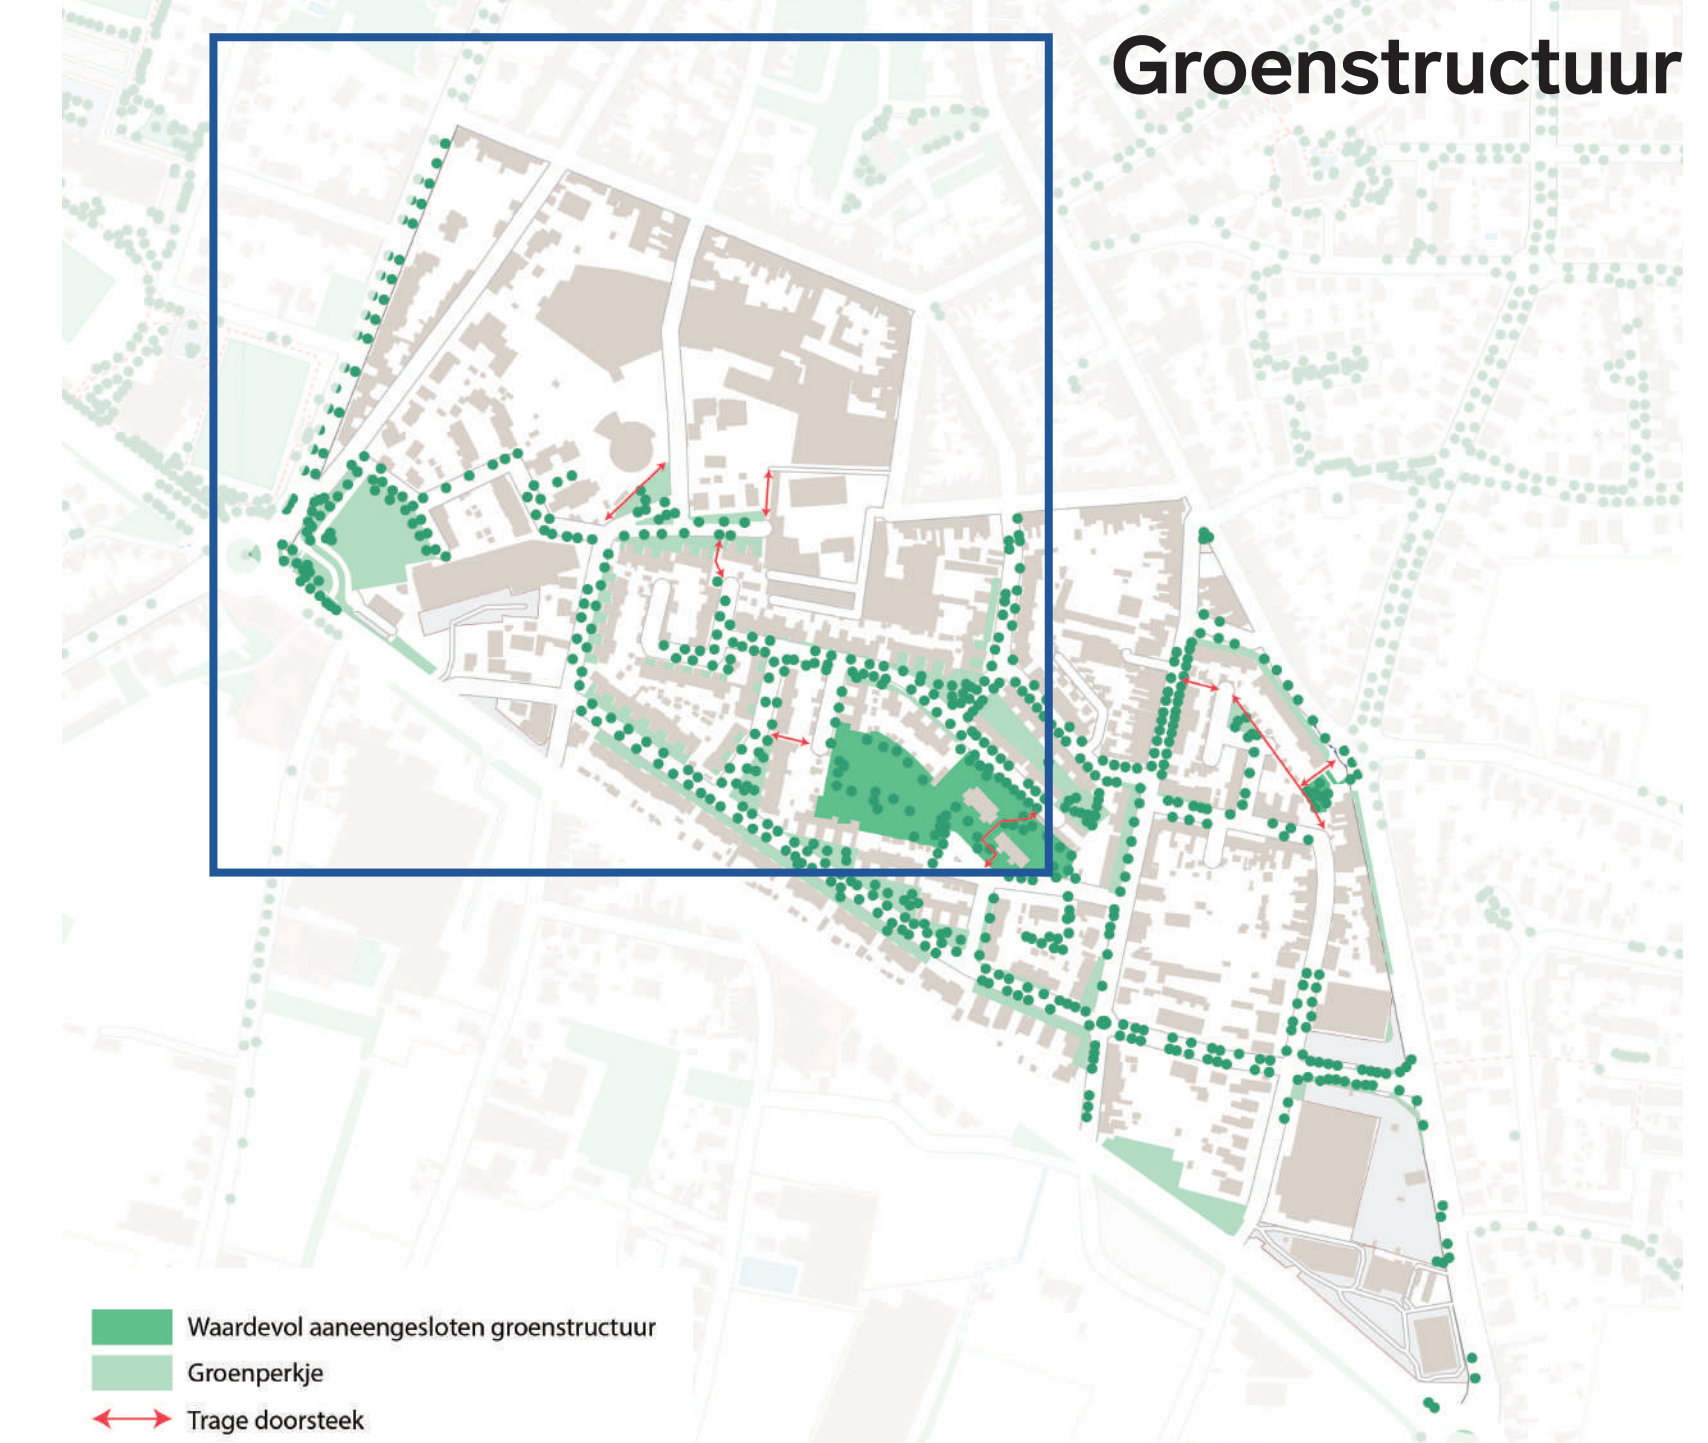 Groenstructuur
Waardevol aaneengesloten groenstructuur
Groenperkje
Trage doorsteek